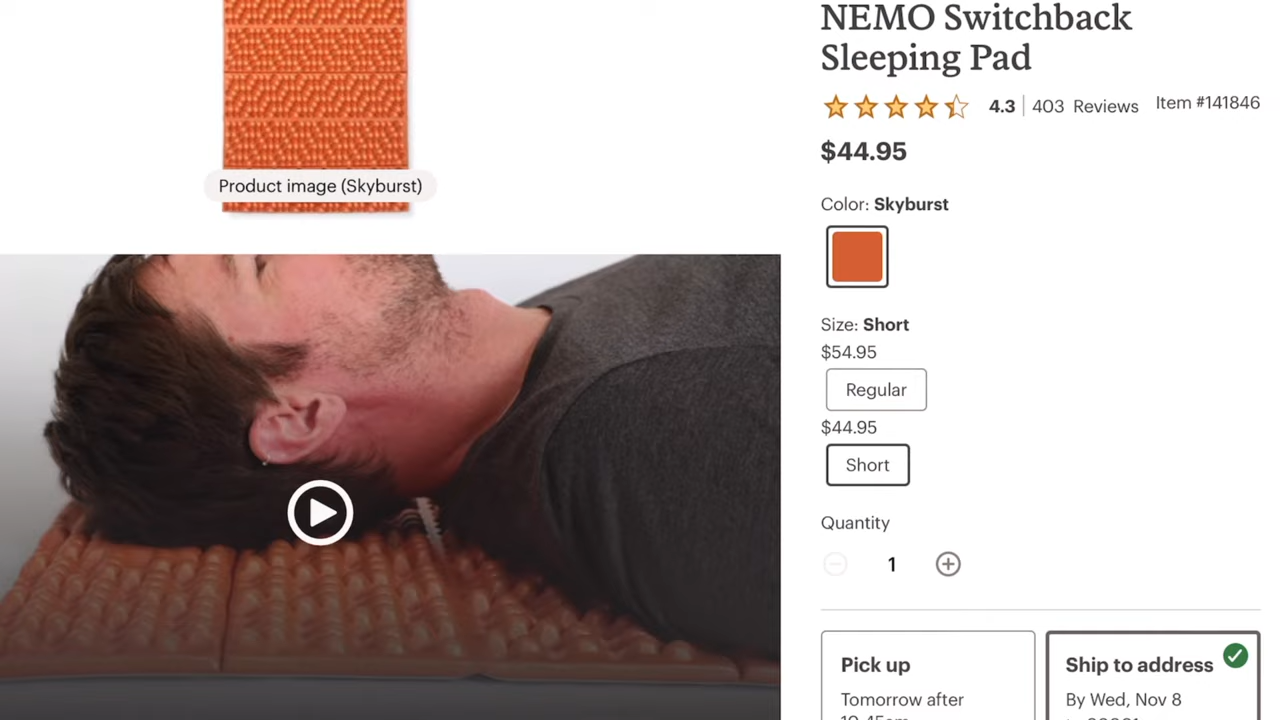 NEMO Switchback
Sleeping Pad
4.3 403 Reviews Item #141846
$44.95
Product image (Skyburst)
Color: Skyburst
Size: Short
$54.95
Regular
$44.95
Short
Quantity
1
Pick up
Tomorrow after
Ship to address
By Wed, Nov 8